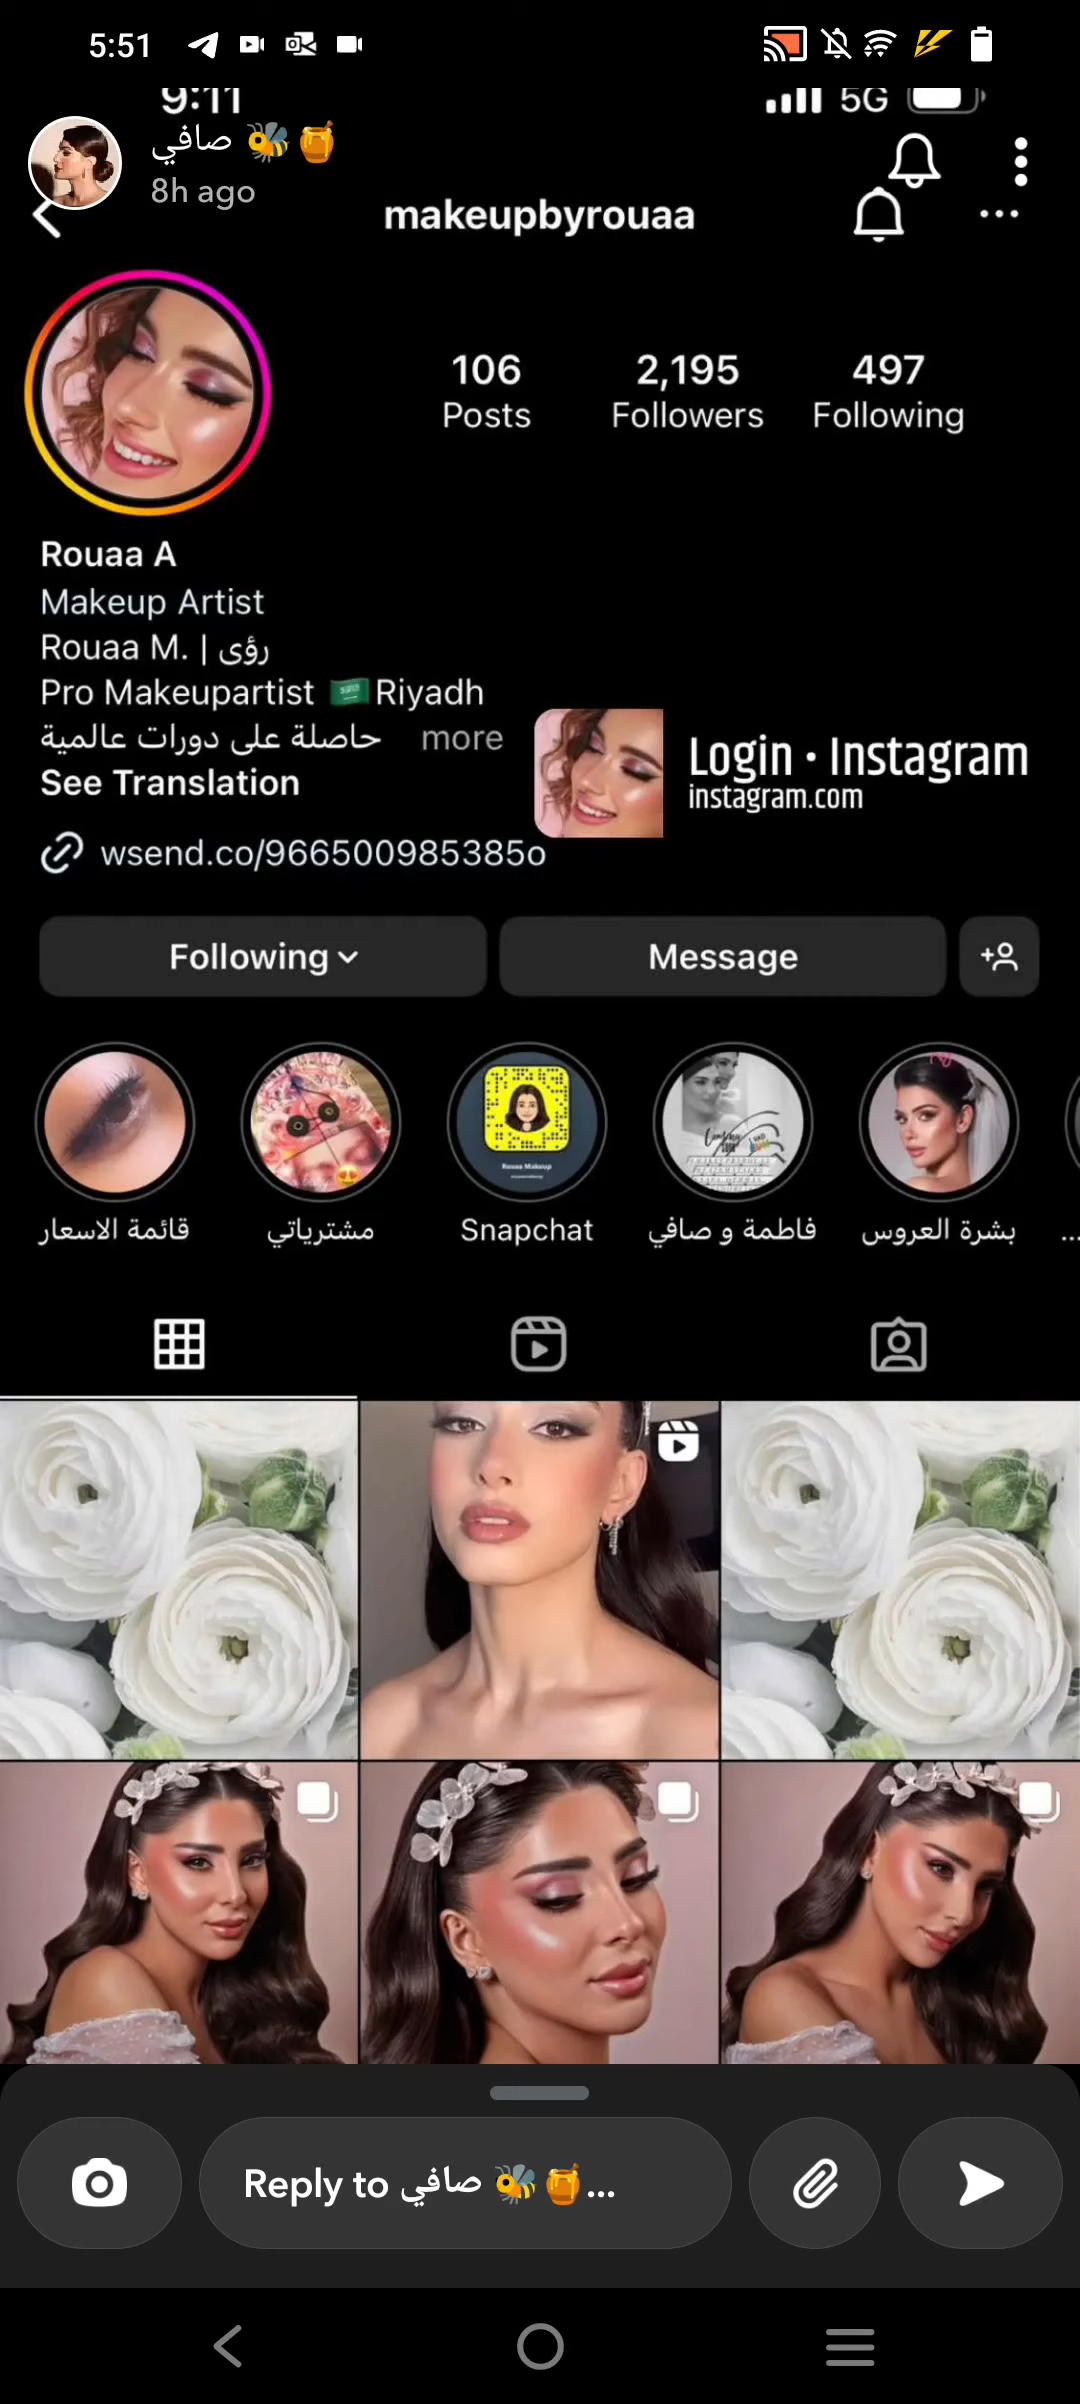 5:51
9:11
5G
صافي 🐝🍯
8h ago
makeupbyrouaa
106
Posts
2,195
Followers
497
Following
Rouaa A
Makeup Artist
Rouaa M. | رؤى
Pro Makeupartist 🇸🇦Riyadh
حاصلة على دورات عالمية more
See Translation
Login • Instagram
instagram.com
wsend.co/966500985385o
Following
Message
قائمة الاسعار
مشترياتي
Rouaa Makeup
Snapchat
فاطمة و صافي
بشرة العروس
...
Reply to صافي 🐝🍯...